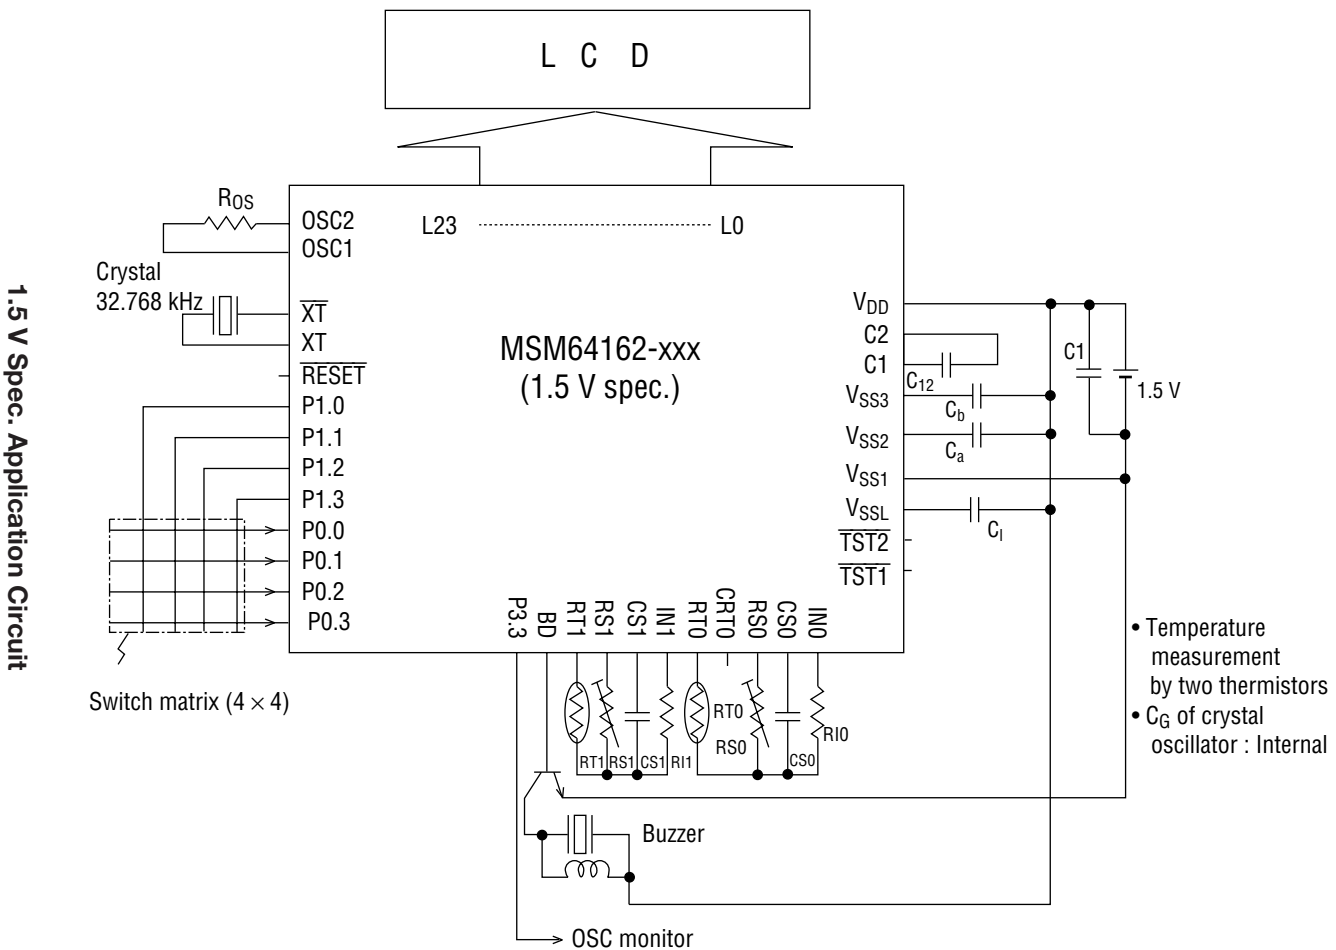 1.5 V Spec. Application Circuit
L C D
L23
L0
MSM64162-xxx
(1.5 V spec.)
ROS
OSC2
OSC1
Crystal
32.768 kHz
XT
XT
RESET
P1.0
P1.1
P1.2
P1.3
P0.0
P0.1
P0.2
P0.3
Switch matrix (4 × 4)
VDD
C2
C1
C12
VSS3
Cb
VSS2
Ca
VSS1
VSSL
Cl
TST2
TST1
C1
1.5 V
P3.3
BD
RT1
RS1
CS1
IN1
RT0
CRT0
RS0
CS0
IN0
RT1
RS1
CS1
RI1
RT0
RS0
CS0
RI0
Buzzer
OSC monitor
• Temperature
measurement
by two thermistors
• CG of crystal
oscillator : Internal